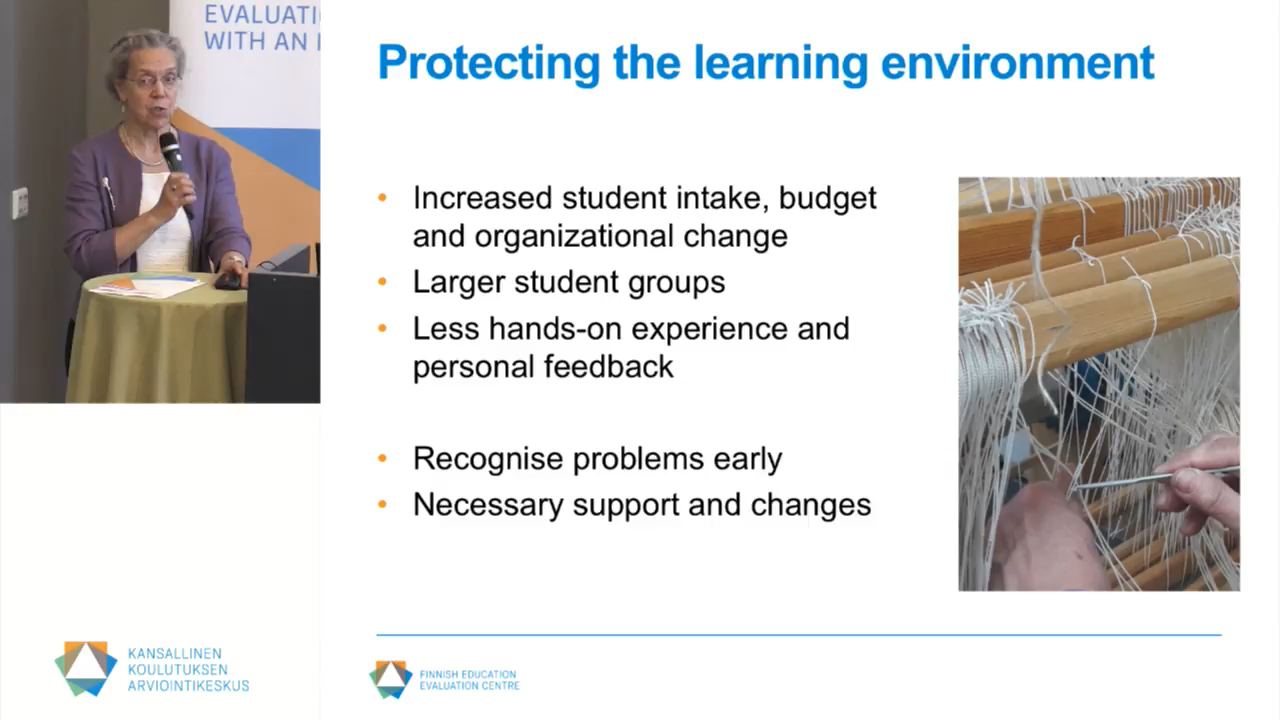 EVALUATI
WITH AN
Protecting the learning environment
• Increased student intake, budget
and organizational change
• Larger student groups
• Less hands-on experience and
personal feedback
• Recognise problems early
• Necessary support and changes
KANSALLINEN
KOULUTUKSEN
ARVIOINTIKESKUS
FINNISH EDUCATION
EVALUATION CENTRE